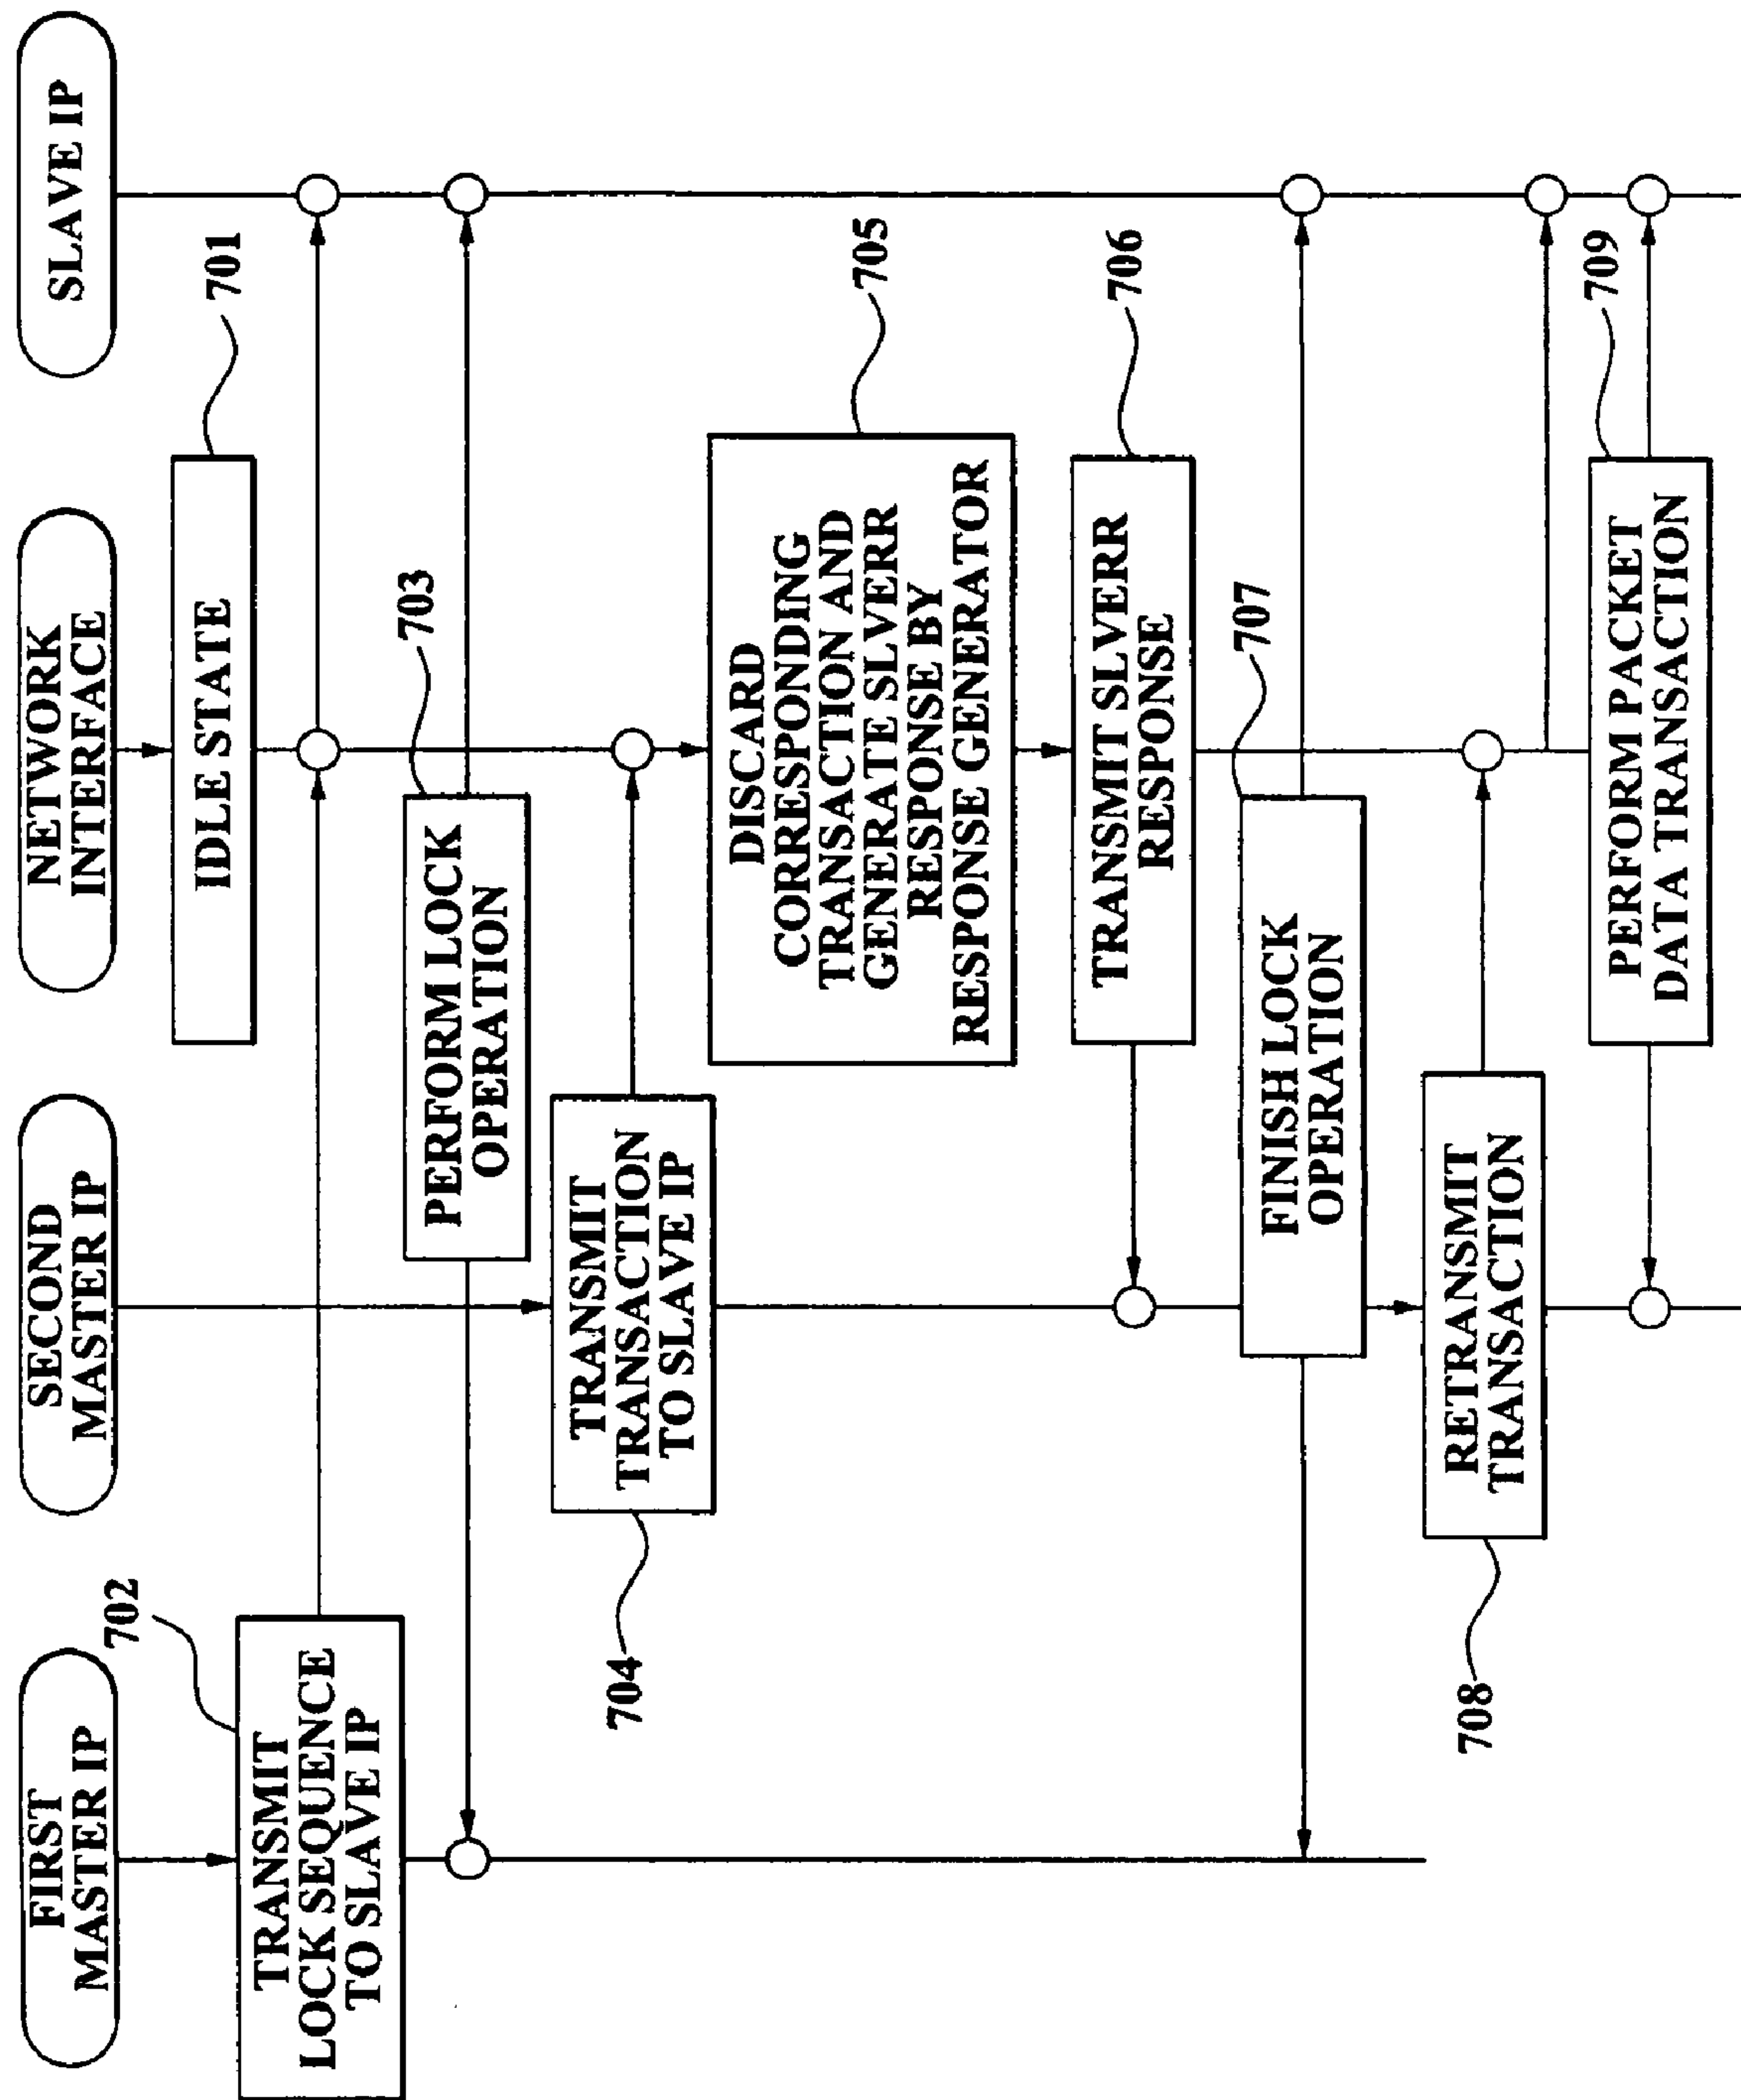 FIRST
MASTER IP
SECOND
MASTER IP
NETWORK
INTERFACE
SLAVE IP
IDLE STATE
701
702
TRANSMIT
LOCK SEQUENCE
TO SLAVE IP
703
PERFORM LOCK
OPERATION
TRANSMIT
TRANSACTION
TO SLAVE IP
704
705
DISCARD
CORRESPONDING
TRANSACTION AND
GENERATE SLVERR
RESPONSE BY
RESPONSE GENERATOR
706
TRANSMIT SLVERR
RESPONSE
707
FINISH LOCK
OPERATION
708
RETRANSMIT
TRANSACTION
709
PERFORM PACKET
DATA TRANSACTION